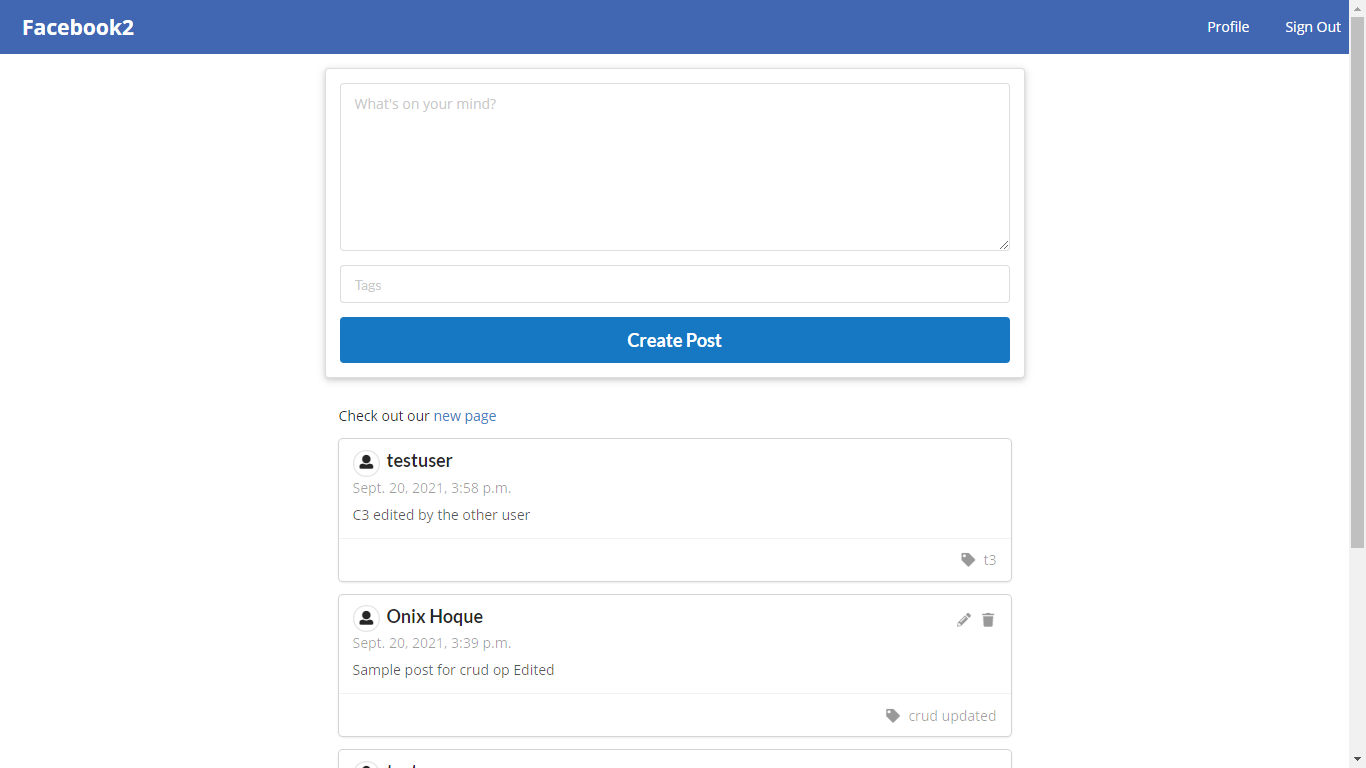 Facebook2
Profile
Sign Out
What's on your mind?
Tags
Create Post
Check out our new page
testuser
Sept. 20, 2021, 3:58 p.m.
C3 edited by the other user
t3
Onix Hoque
Sept. 20, 2021, 3:39 p.m.
Sample post for crud op Edited
crud updated